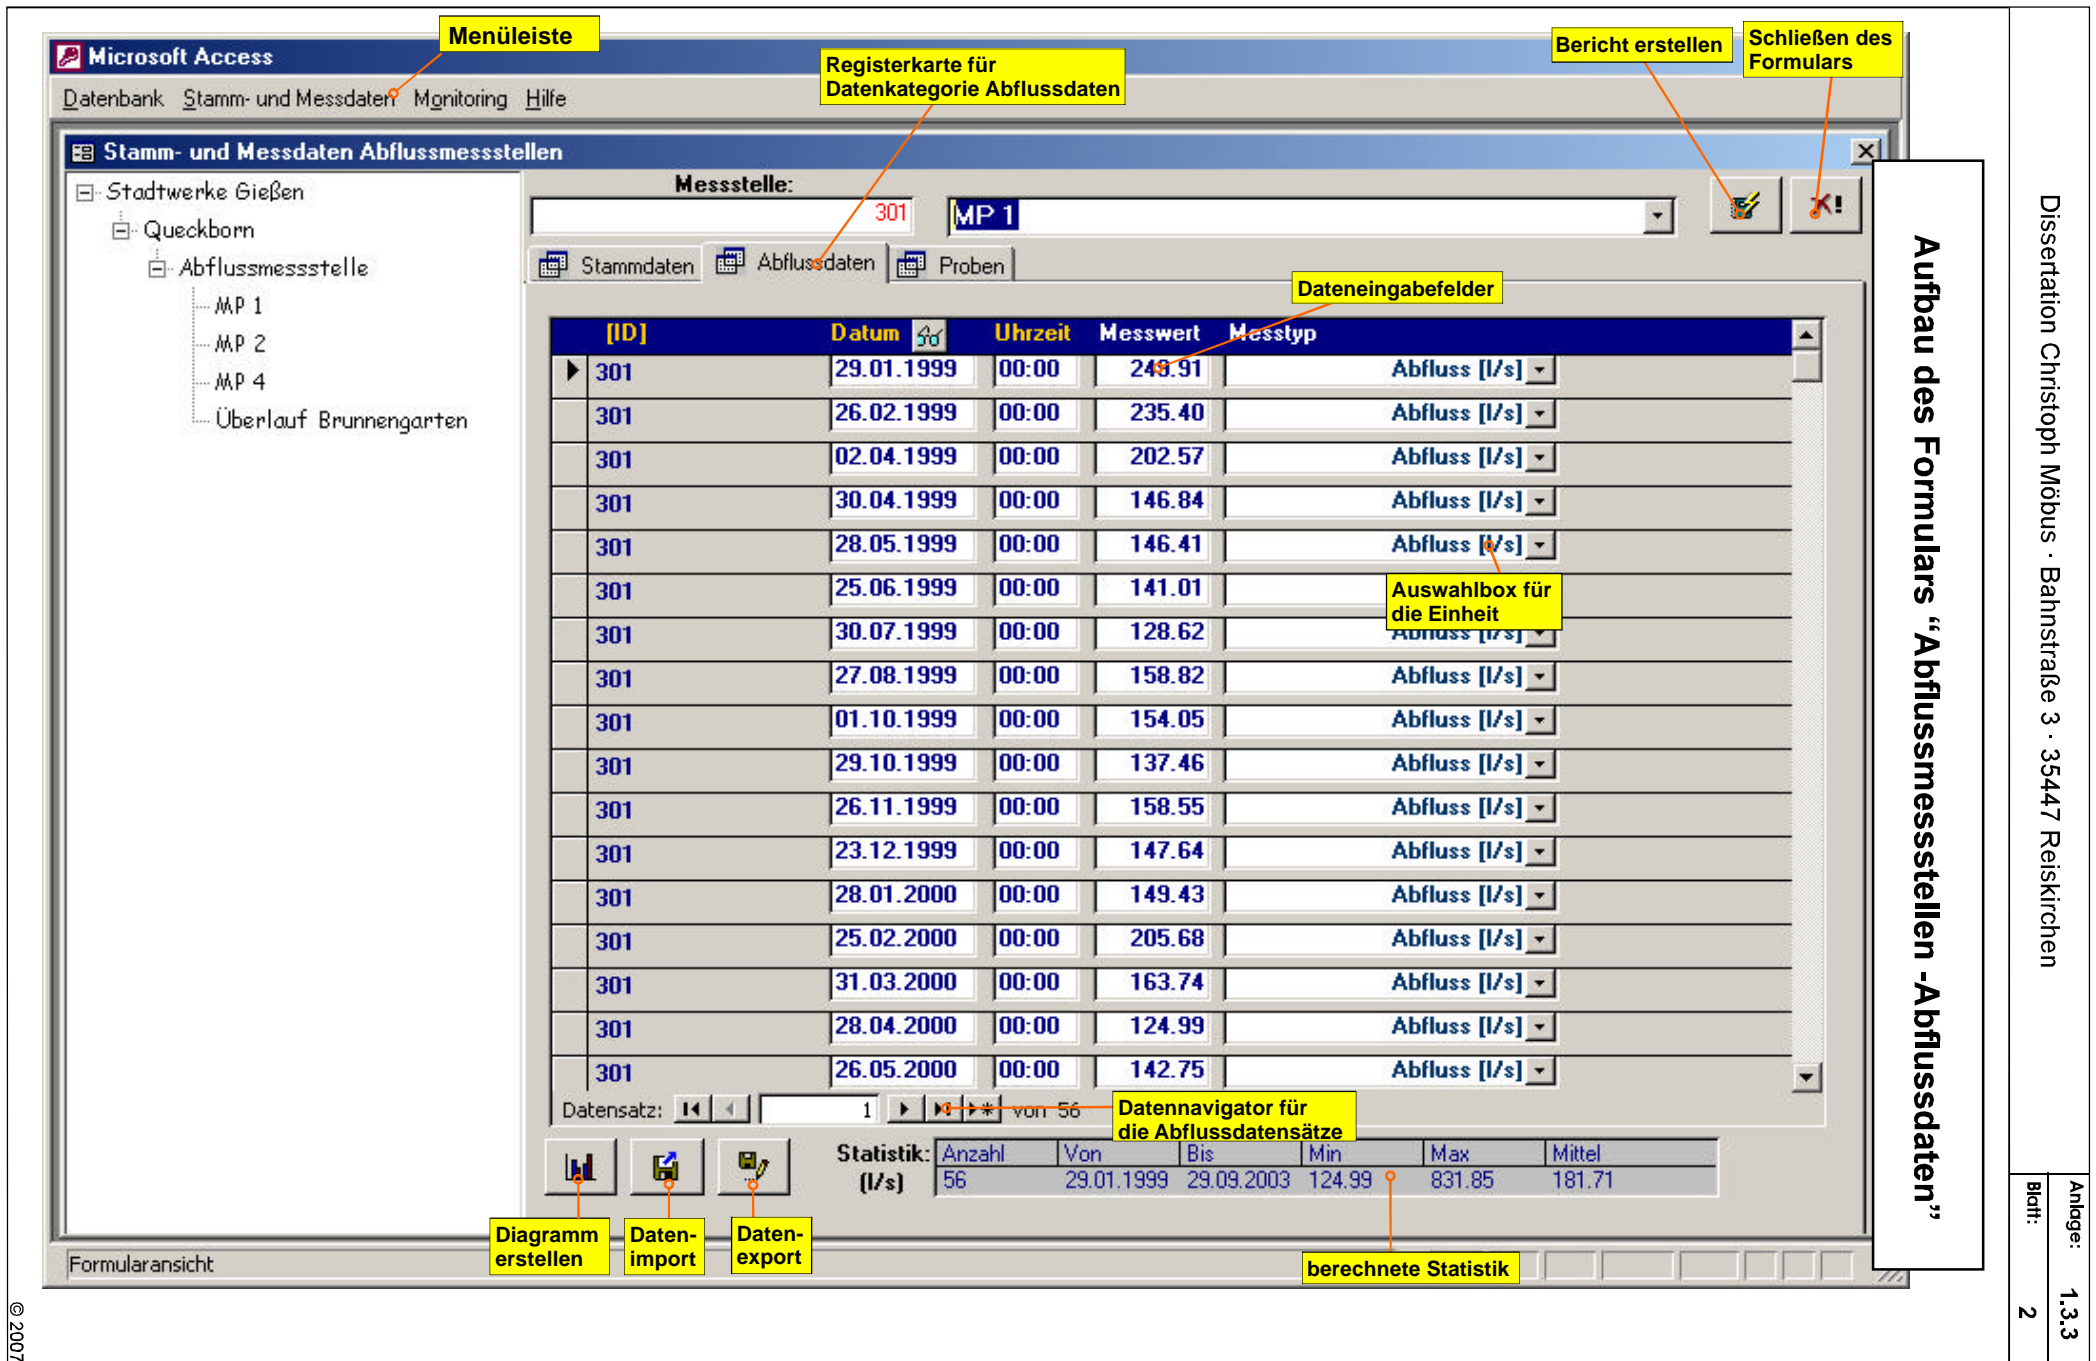 Menüleiste
Bericht erstellen
Schließen des
Formulars
Microsoft Access
Registerkarte für
Datenkategorie Abflussdaten
Datenbank Stamm- und Messdaten Monitoring Hilfe
Stamm- und Messdaten Abflussmessstellen
Stadtwerke Gießen
Queckborn
Abflussmessstelle
MP 1
MP 2
MP 4
Überlauf Brunnengarten
Messstelle:
301 MP 1
Stammdaten Abflussdaten Proben
Dateneingabefelder
[ID] Datum Uhrzeit Messwert Messtyp
301 29.01.1999 00:00 .91 Abfluss [l/s]
301 26.02.1999 00:00 235.40 Abfluss [l/s]
301 02.04.1999 00:00 202.57 Abfluss [l/s]
301 30.04.1999 00:00 146.84 Abfluss [l/s]
301 28.05.1999 00:00 146.41 Abfluss [l/s]
301 25.06.1999 00:00 141.01
Auswahlbox für
die Einheit
301 30.07.1999 00:00 128.62 Abfluss [l/s]
301 27.08.1999 00:00 158.82 Abfluss [l/s]
301 01.10.1999 00:00 154.05 Abfluss [l/s]
301 29.10.1999 00:00 137.46 Abfluss [l/s]
301 26.11.1999 00:00 158.55 Abfluss [l/s]
301 23.12.1999 00:00 147.64 Abfluss [l/s]
301 28.01.2000 00:00 149.43 Abfluss [l/s]
301 25.02.2000 00:00 205.68 Abfluss [l/s]
301 31.03.2000 00:00 163.74 Abfluss [l/s]
301 28.04.2000 00:00 124.99 Abfluss [l/s]
301 26.05.2000 00:00 142.75 Abfluss [l/s]
Datensatz: 1 von 56
Datennavigator für
die Abflussdatensätze
Statistik: Anzahl Von Bis Min Max Mittel
(l/s) 56 29.01.1999 29.09.2003 124.99 831.85 181.71
Diagramm
erstellen
Daten-
import
Daten-
export
berechnete Statistik
Formularansicht
Aufbau des Formulars “Abflussmessstellen -Abflussdaten”
Dissertation Christoph Möbus · Bahnstraße 3 · 35447 Reiskirchen
Anlage: 1.3.3
Blatt: 2
© 2007